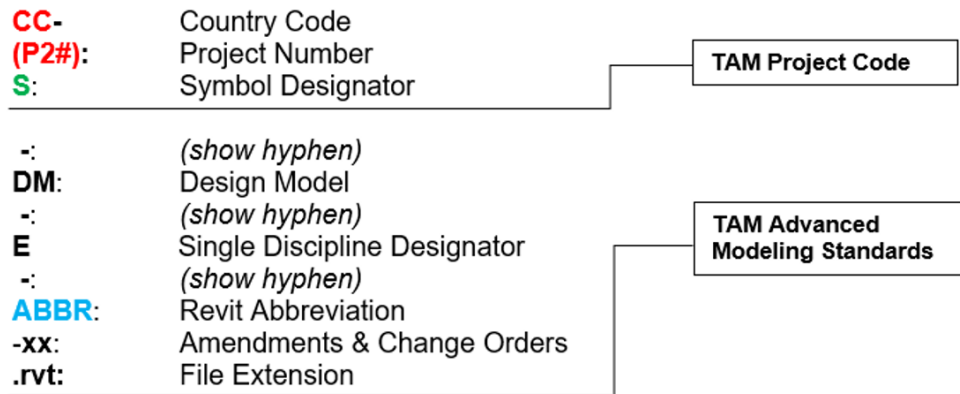 CC- Country Code
(P2#): Project Number
S: Symbol Designator
TAM Project Code
-: (show hyphen)
DM: Design Model
-: (show hyphen)
E Single Discipline Designator
-: (show hyphen)
ABBR: Revit Abbreviation
-xx: Amendments & Change Orders
.rvt: File Extension
TAM Advanced
Modeling Standards